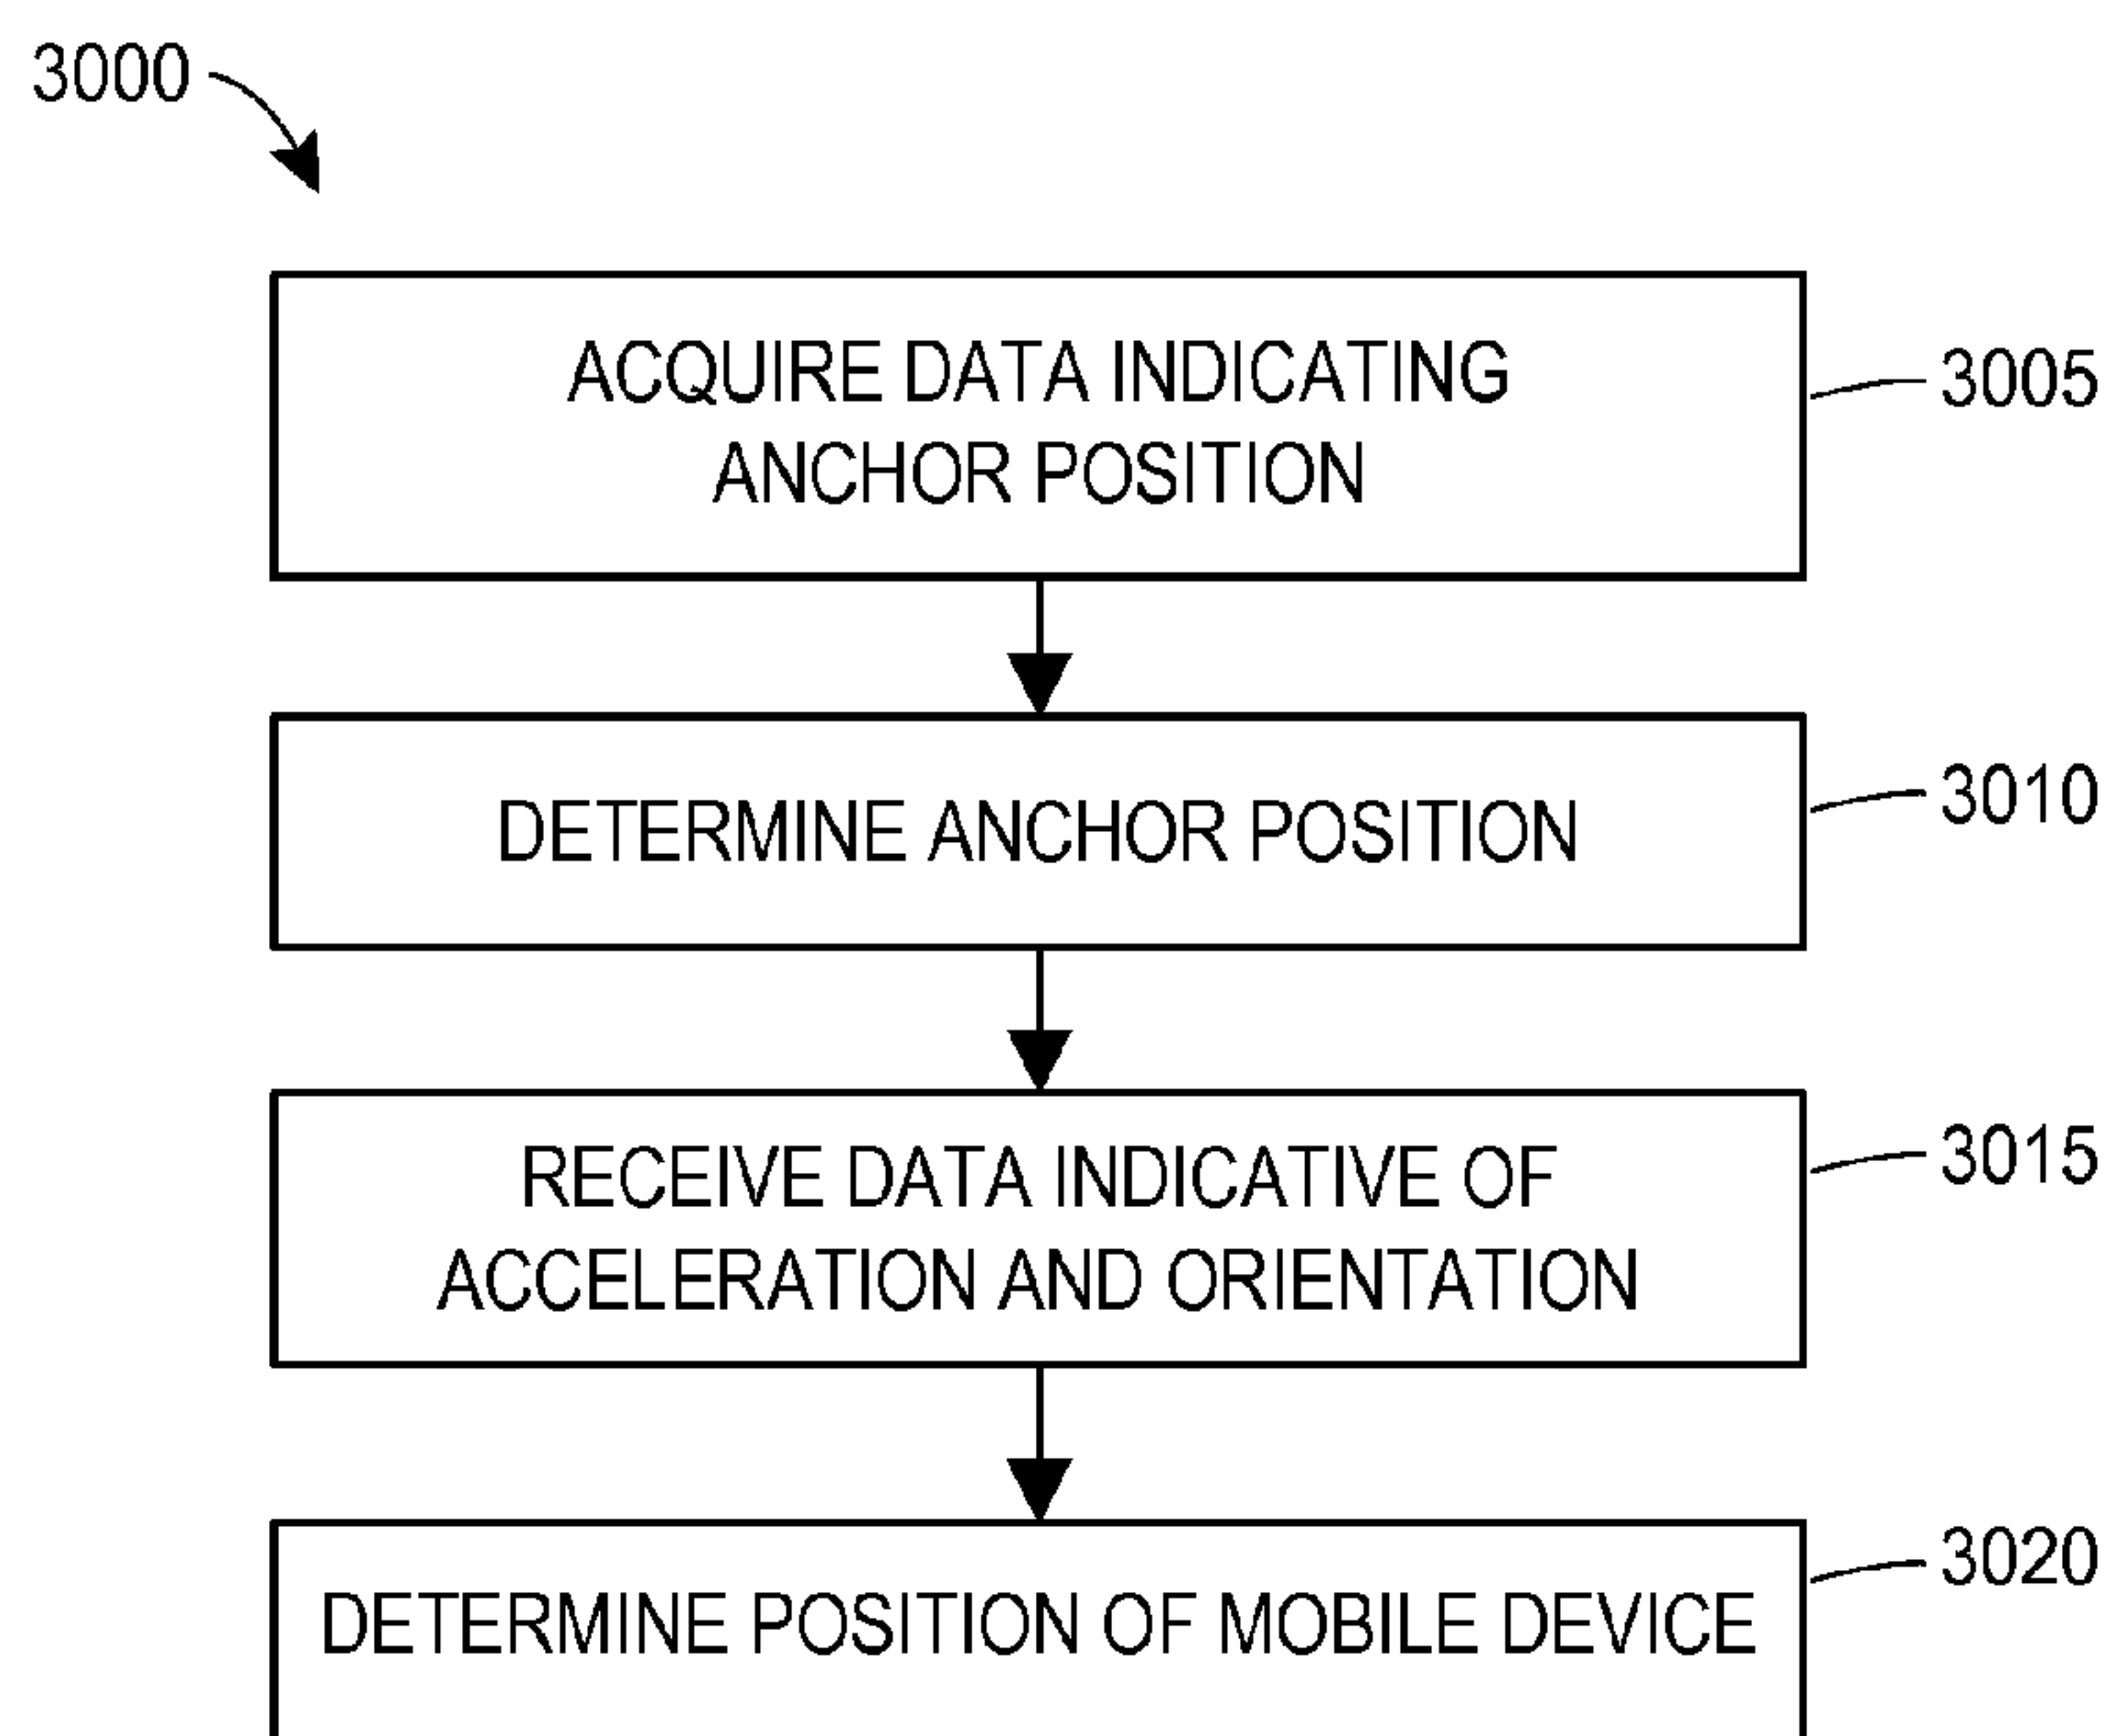 3000
ACQUIRE DATA INDICATING
ANCHOR POSITION
3005
DETERMINE ANCHOR POSITION
3010
RECEIVE DATA INDICATIVE OF
ACCELERATION AND ORIENTATION
3015
DETERMINE POSITION OF MOBILE DEVICE
3020